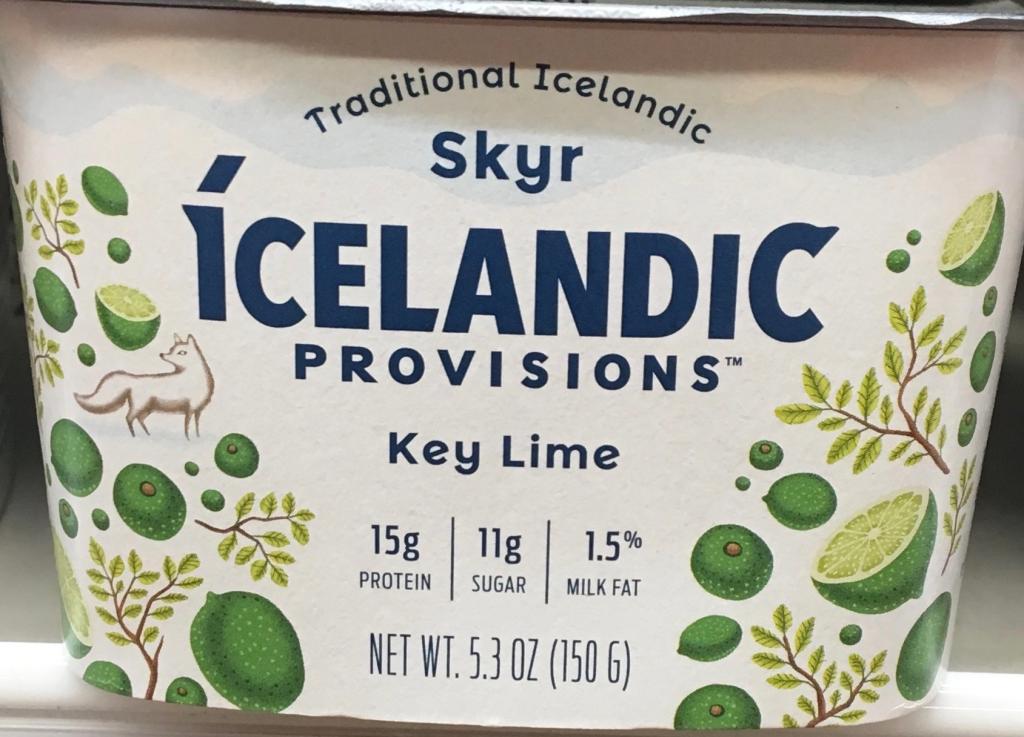 Traditional Icelandic
Skyr
ÍCELANDIC
PROVISIONS™
Key Lime
15g 11g 1.5%
PROTEIN SUGAR MILK FAT
NET WT. 5.3 OZ (150 G)